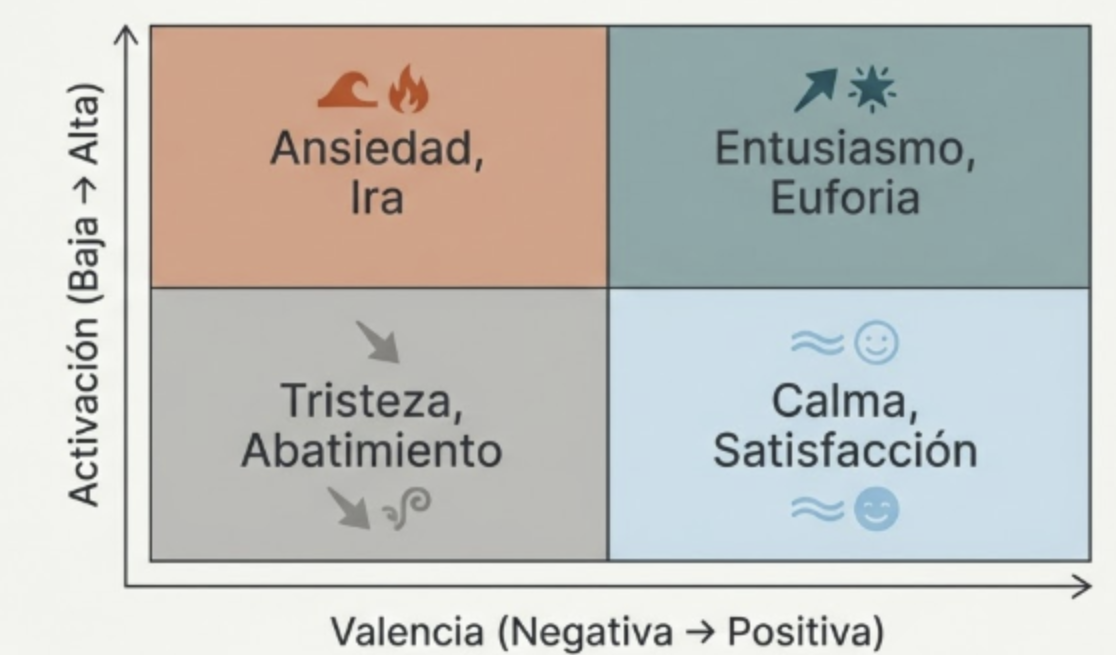 Activación (Baja → Alta)
Ansiedad,
Ira
Entusiasmo,
Euforia
Tristeza,
Abatimiento
Calma,
Satisfacción
Valencia (Negativa → Positiva)